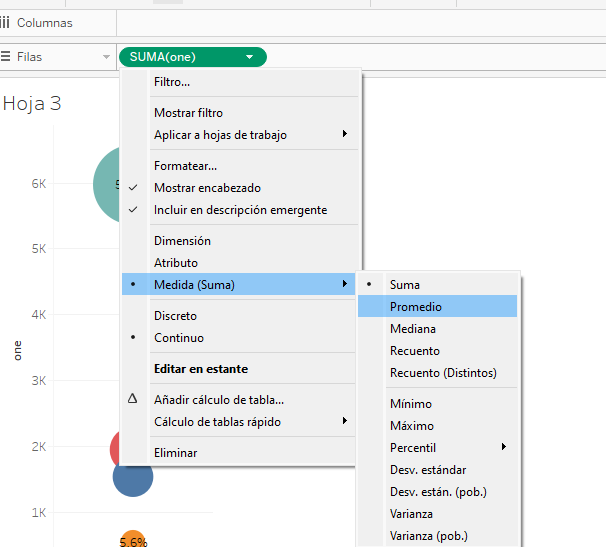 Columnas
Filas
SUMA(one)
Hoja 3
6K
5K
4K
3K
2K
1K
one
5
5.6%
Filtro...
Mostrar filtro
Aplicar a hojas de trabajo
Formatear...
Mostrar encabezado
Incluir en descripción emergente
Dimensión
Atributo
Medida (Suma)
Discreto
Continuo
Editar en estante
Añadir cálculo de tabla...
Cálculo de tablas rápido
Eliminar
Suma
Promedio
Mediana
Recuento
Recuento (Distintos)
Mínimo
Máximo
Percentil
Desv. estándar
Desv. están. (pob.)
Varianza
Varianza (pob.)